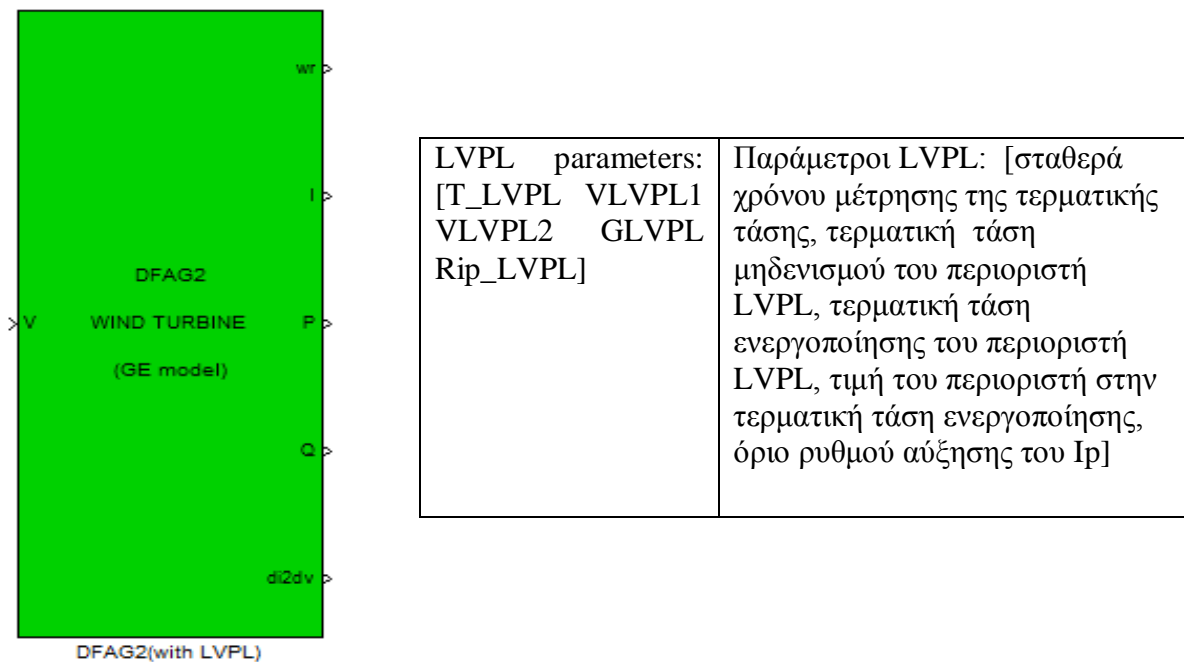 wr
I
DFAG2
V
WIND TURBINE
P
(GE model)
Q
di2dv
DFAG2(with LVPL)
LVPL parameters:
[T_LVPL VLVPL1
VLVPL2 GLVPL
Rip_LVPL]
Παράμετροι LVPL: [σταθερά
χρόνου μέτρησης της τερματικής
τάσης, τερματική τάση
μηδενισμού του περιοριστή
LVPL, τερματική τάση
ενεργοποίησης του περιοριστή
LVPL, τιμή του περιοριστή στην
τερματική τάση ενεργοποίησης,
όριο ρυθμού αύξησης του Ip]